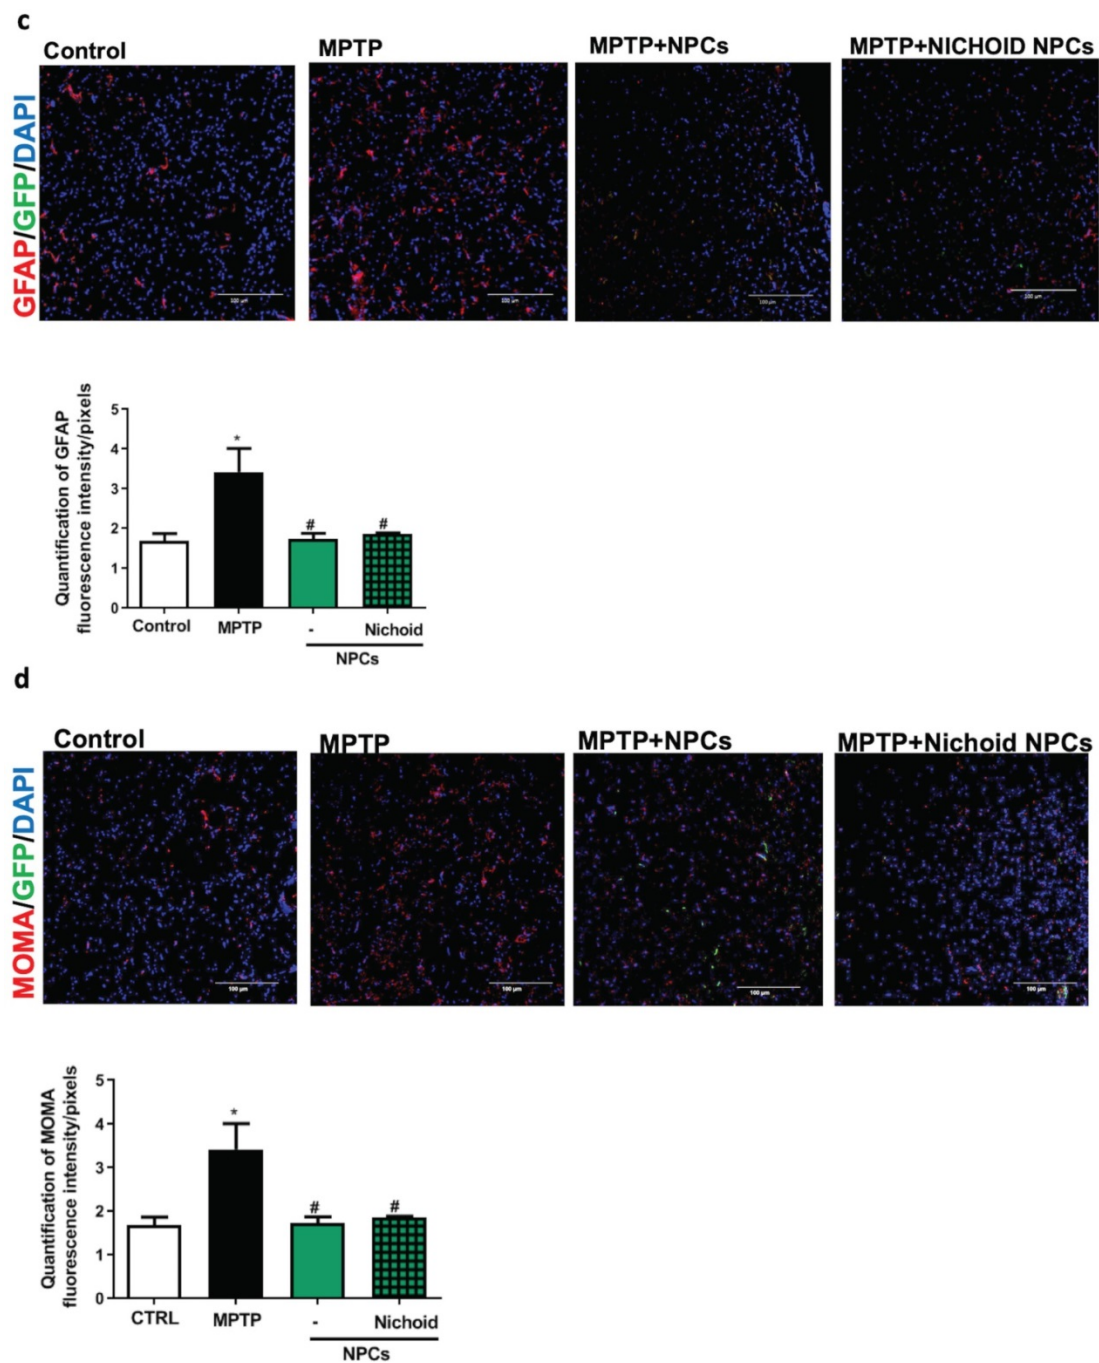 c
Control
MPTP
MPTP+NPCs
MPTP+NICHOID NPCs
GFAP/GFP/DAPI
100 µm
Quantification of GFAP
fluorescence intensity/pixels
5
4
3
2
1
0
*
#
#
Control
MPTP
-
Nichoid
NPCs
d
Control
MPTP
MPTP+NPCs
MPTP+Nichoid NPCs
MOMA/GFP/DAPI
100 µm
100 µm
100 µm
100 µm
Quantification of MOMA
fluorescence intensity/pixels
5
4
3
2
1
0
*
#
#
CTRL
MPTP
-
Nichoid
NPCs